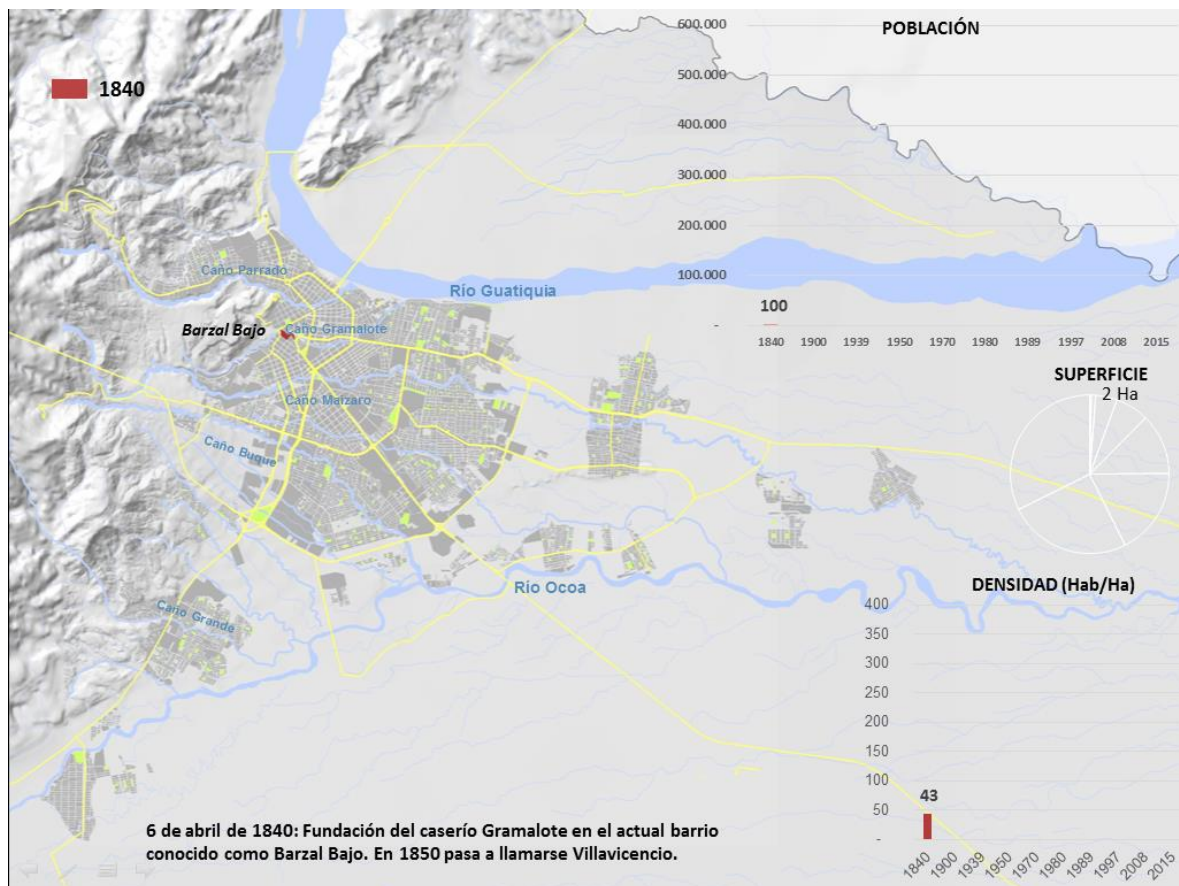 1840
POBLACIÓN
600.000
500.000
400.000
300.000
200.000
100.000
-
100
1840 1900 1939 1950 1970 1980 1989 1997 2008 2015
Caño Parrado
Río Guatiquia
Barzal Bajo
Caño Gramalote
Caño Maizaro
Caño Buque
Río Ocoa
Caño Grande
SUPERFICIE
2 Ha
DENSIDAD (Hab/Ha)
400
350
300
250
200
150
100
50
-
43
1840 1900 1939 1950 1970 1980 1989 1997 2008 2015
6 de abril de 1840: Fundación del caserío Gramalote en el actual barrio
conocido como Barzal Bajo. En 1850 pasa a llamarse Villavicencio.